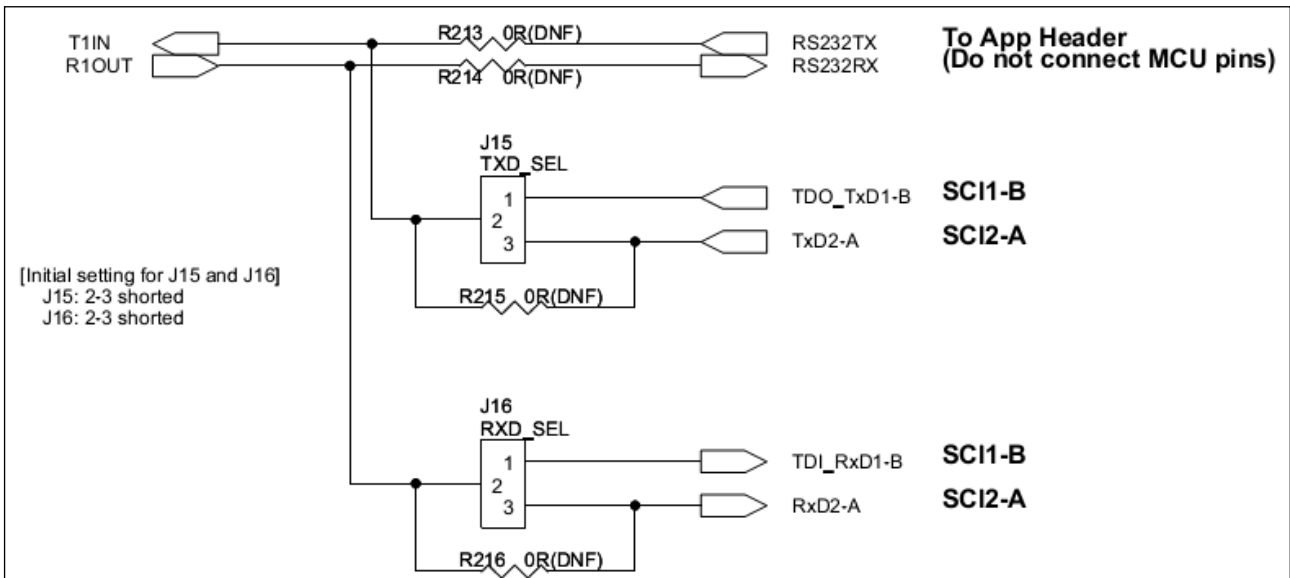 R213 0R(DNF)
T1IN
RS232TX
To App Header
R1OUT
RS232RX
(Do not connect MCU pins)
R214 0R(DNF)
J15
TXD_SEL
1
TDO_TxD1-B
SCI1-B
2
3
TxD2-A
SCI2-A
[Initial setting for J15 and J16]
J15: 2-3 shorted
J16: 2-3 shorted
R215 0R(DNF)
J16
RXD_SEL
1
TDI_RxD1-B
SCI1-B
2
3
RxD2-A
SCI2-A
R216 0R(DNF)